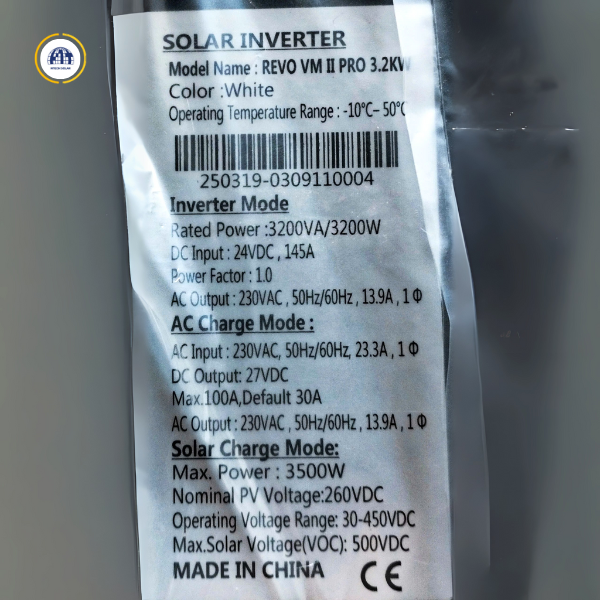 SOLAR INVERTER
Model Name : REVO VM II PRO 3.2KW
Color :White
Operating Temperature Range : -10℃– 50℃
250319-0309110004
Inverter Mode
Rated Power :3200VA/3200W
DC Input : 24VDC , 145A
Power Factor : 1.0
AC Output : 230VAC , 50Hz/60Hz , 13.9A , 1 Φ
AC Charge Mode :
AC Input : 230VAC, 50Hz/60Hz, 23.3A , 1 Φ
DC Output: 27VDC
Max.100A,Default 30A
AC Output : 230VAC , 50Hz/60Hz , 13.9A , 1 Φ
Solar Charge Mode:
Max. Power : 3500W
Nominal PV Voltage:260VDC
Operating Voltage Range: 30-450VDC
Max.Solar Voltage(VOC): 500VDC
MADE IN CHINA CE